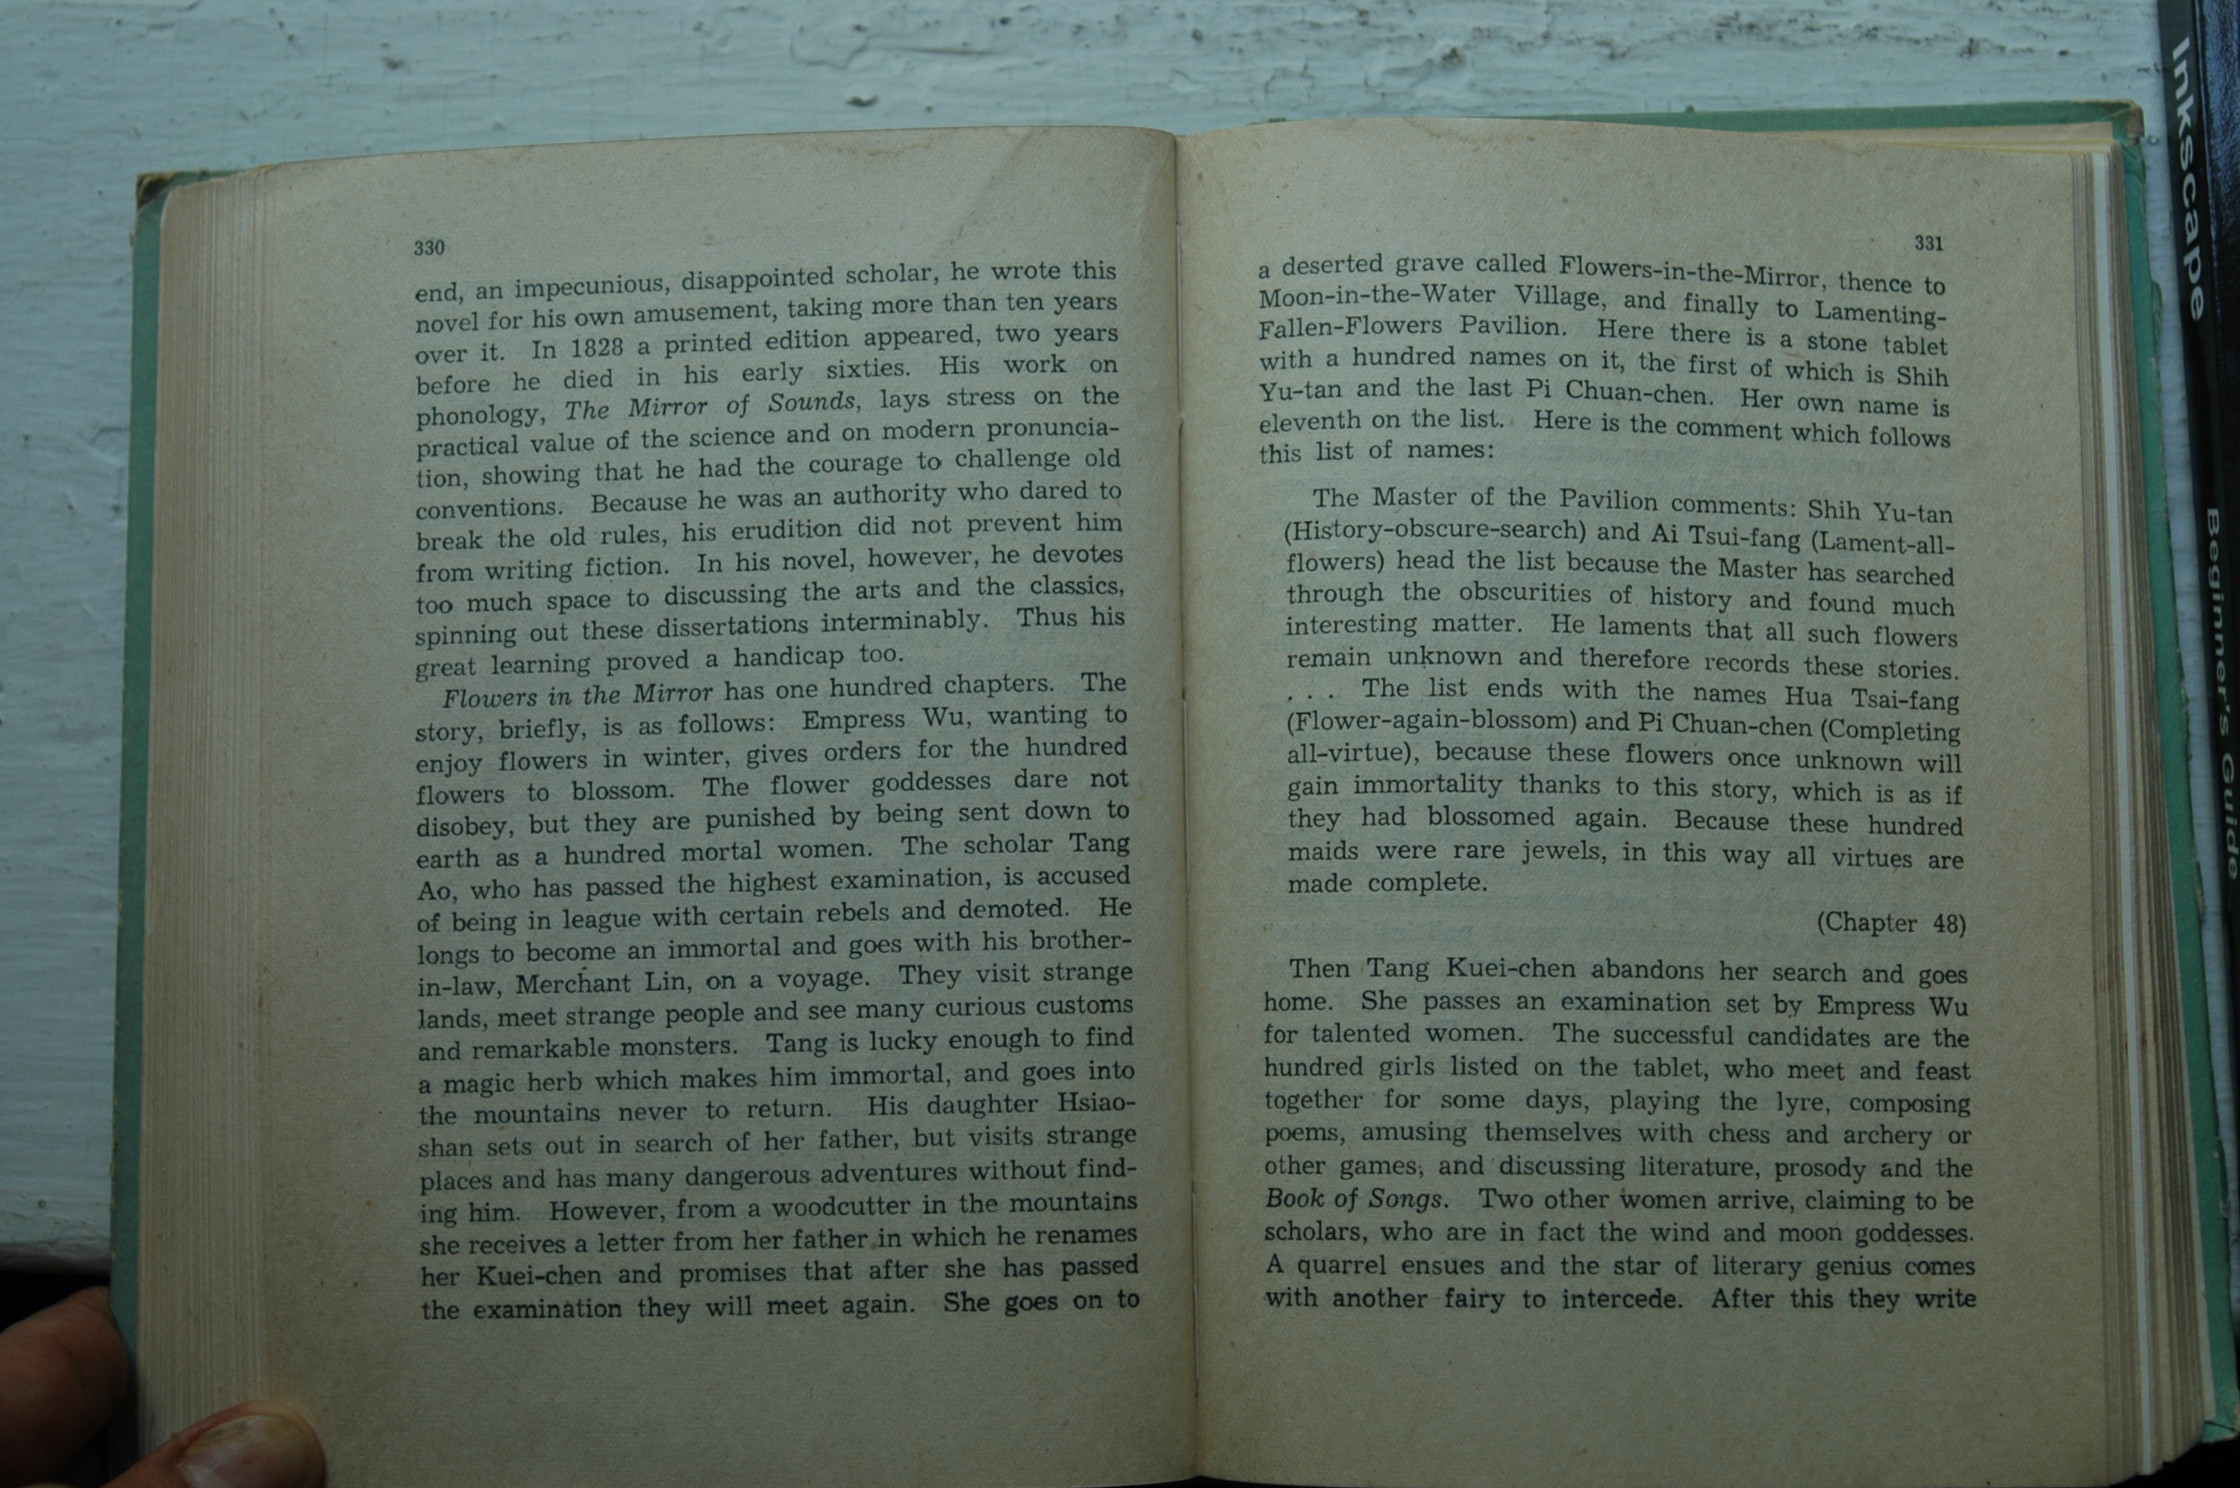 330
end, an impecunious, disappointed scholar, he wrote this
novel for his own amusement, taking more than ten years
over it. In 1828 a printed edition appeared, two years
before he died in his early sixties. His work on
phonology, The Mirror of Sounds, lays stress on the
practical value of the science and on modern pronuncia-
tion, showing that he had the courage to challenge old
conventions. Because he was an authority who dared to
break the old rules, his erudition did not prevent him
from writing fiction. In his novel, however, he devotes
too much space to discussing the arts and the classics,
spinning out these dissertations interminably. Thus his
great learning proved a handicap too.
Flowers in the Mirror has one hundred chapters. The
story, briefly, is as follows: Empress Wu, wanting to
enjoy flowers in winter, gives orders for the hundred
flowers to blossom. The flower goddesses dare not
disobey, but they are punished by being sent down to
earth as a hundred mortal women. The scholar Tang
Ao, who has passed the highest examination, is accused
of being in league with certain rebels and demoted. He
longs to become an immortal and goes with his brother-
in-law, Merchant Lin, on a voyage. They visit strange
lands, meet strange people and see many curious customs
and remarkable monsters. Tang is lucky enough to find
a magic herb which makes him immortal, and goes into
the mountains never to return. His daughter Hsiao-
shan sets out in search of her father, but visits strange
places and has many dangerous adventures without find-
ing him. However, from a woodcutter in the mountains
she receives a letter from her father in which he renames
her Kuei-chen and promises that after she has passed
the examination they will meet again. She goes on to
331
a deserted grave called Flowers-in-the-Mirror, thence to
Moon-in-the-Water Village, and finally to Lamenting-
Fallen-Flowers Pavilion. Here there is a stone tablet
with a hundred names on it, the first of which is Shih
Yu-tan and the last Pi Chuan-chen. Her own name is
eleventh on the list. Here is the comment which follows
this list of names:
The Master of the Pavilion comments: Shih Yu-tan
(History-obscure-search) and Ai Tsui-fang (Lament-all-
flowers) head the list because the Master has searched
through the obscurities of history and found much
interesting matter. He laments that all such flowers
remain unknown and therefore records these stories.
. . . The list ends with the names Hua Tsai-fang
(Flower-again-blossom) and Pi Chuan-chen (Completing
all-virtue), because these flowers once unknown will
gain immortality thanks to this story, which is as if
they had blossomed again. Because these hundred
maids were rare jewels, in this way all virtues are
made complete.
(Chapter 48)
Then Tang Kuei-chen abandons her search and goes
home. She passes an examination set by Empress Wu
for talented women. The successful candidates are the
hundred girls listed on the tablet, who meet and feast
together for some days, playing the lyre, composing
poems, amusing themselves with chess and archery or
other games, and discussing literature, prosody and the
Book of Songs. Two other women arrive, claiming to be
scholars, who are in fact the wind and moon goddesses.
A quarrel ensues and the star of literary genius comes
with another fairy to intercede. After this they write
Inkscape
Beginner's Guide